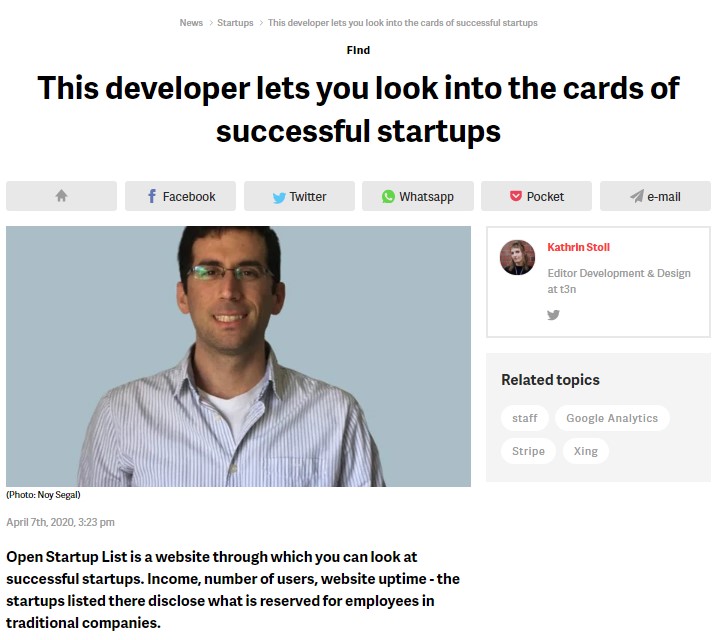 News > Startups > This developer lets you look into the cards of successful startups
Find
This developer lets you look into the cards of
successful startups
Facebook
Twitter
Whatsapp
Pocket
e-mail
Kathrin Stoll
Editor Development & Design
at t3n
Related topics
staff
Google Analytics
Stripe
Xing
(Photo: Noy Segal)
April 7th, 2020, 3:23 pm
Open Startup List is a website through which you can look at
successful startups. Income, number of users, website uptime - the
startups listed there disclose what is reserved for employees in
traditional companies.